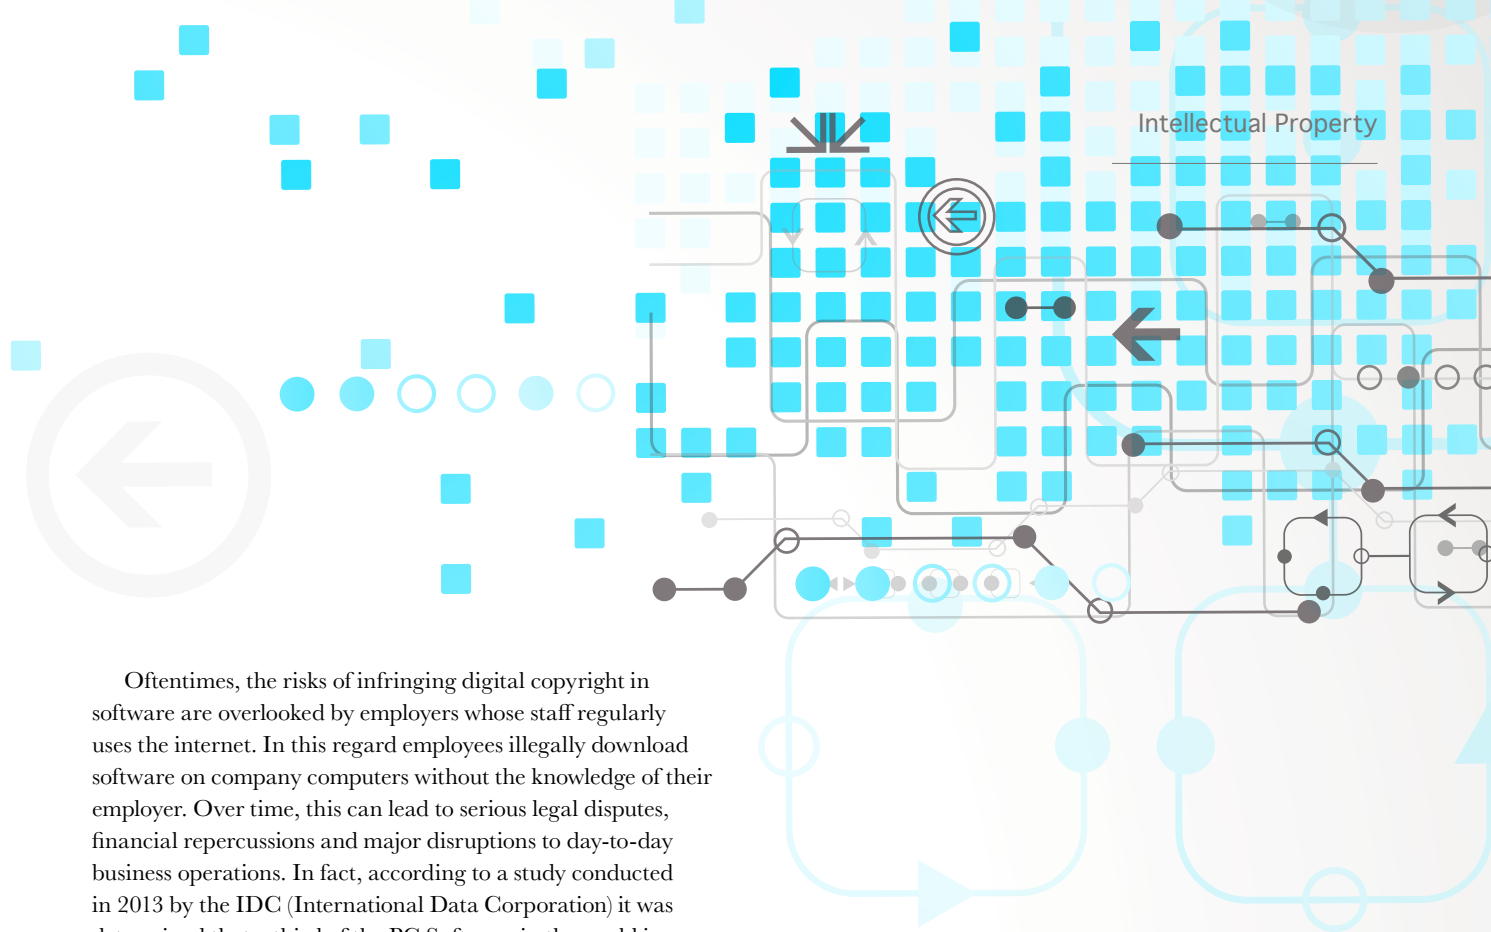 Intellectual Property
Oftentimes, the risks of infringing digital copyright in
software are overlooked by employers whose staff regularly
uses the internet. In this regard employees illegally download
software on company computers without the knowledge of their
employer. Over time, this can lead to serious legal disputes,
financial repercussions and major disruptions to day-to-day
business operations. In fact, according to a study conducted
in 2013 by the IDC (International Data Corporation) it was